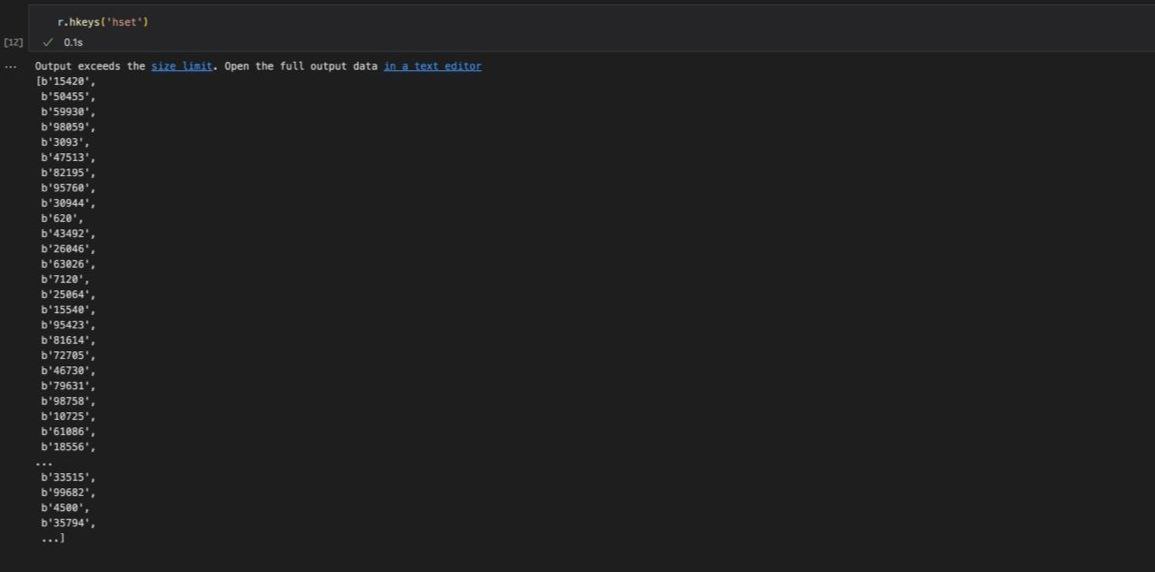 r.hkeys('hset')
[12] ✓ 0.1s
... Output exceeds the size limit. Open the full output data in a text editor
[b'15420',
b'50455',
b'59930',
b'98059',
b'3093',
b'47513',
b'82195',
b'95760',
b'30944',
b'620',
b'43492',
b'26046',
b'63026',
b'7120',
b'25064',
b'15540',
b'95423',
b'81614',
b'72705',
b'46730',
b'79631',
b'98758',
b'10725',
b'61086',
b'18556',
...
b'33515',
b'99682',
b'4500',
b'35794',
...]